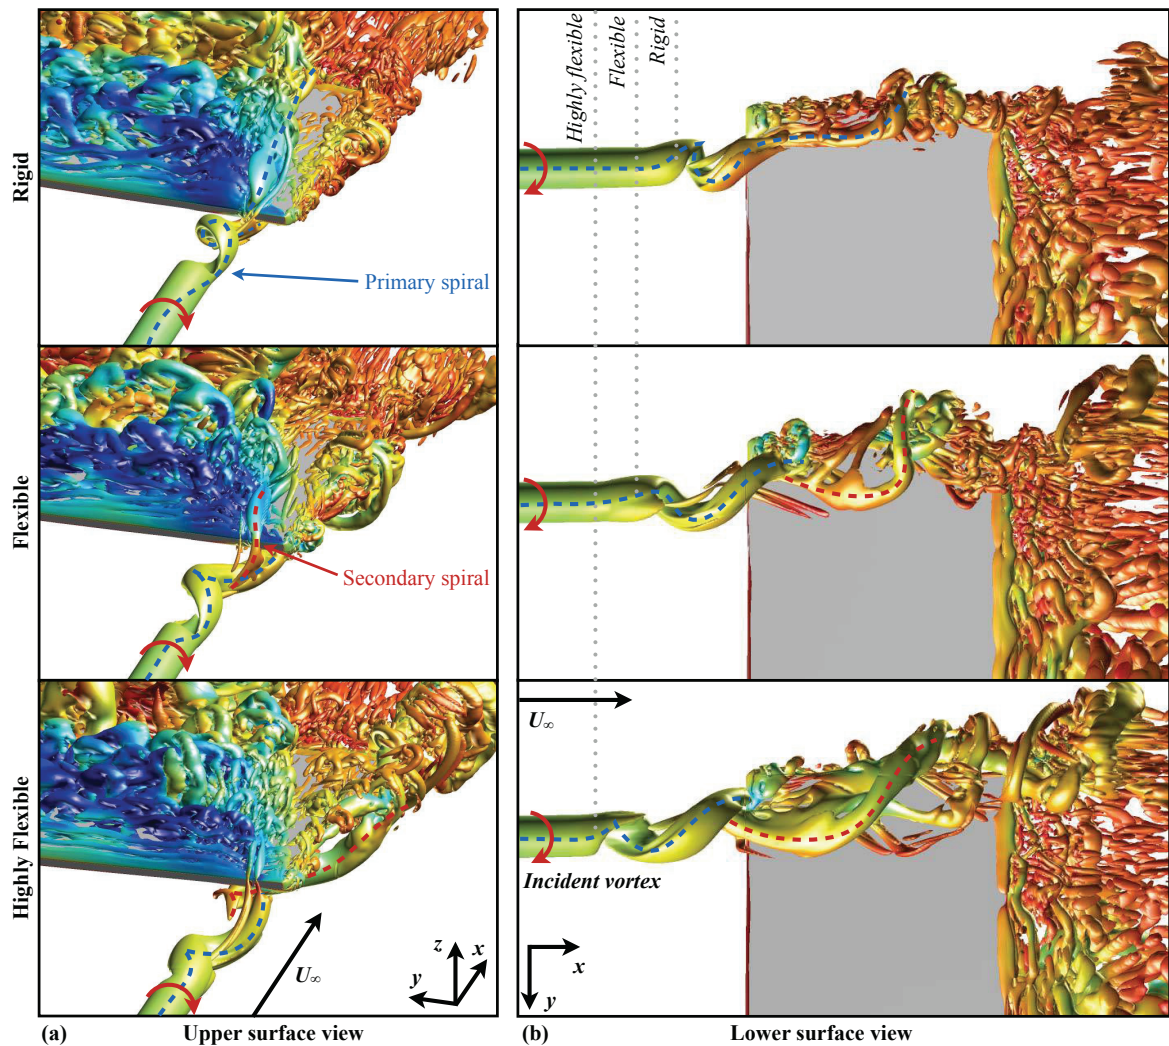 Rigid
Primary spiral
Flexible
Secondary spiral
Highly Flexible
U∞
z
x
y
(a)
Upper surface view
Highly flexible
Flexible
Rigid
U∞
Incident vortex
x
y
(b)
Lower surface view